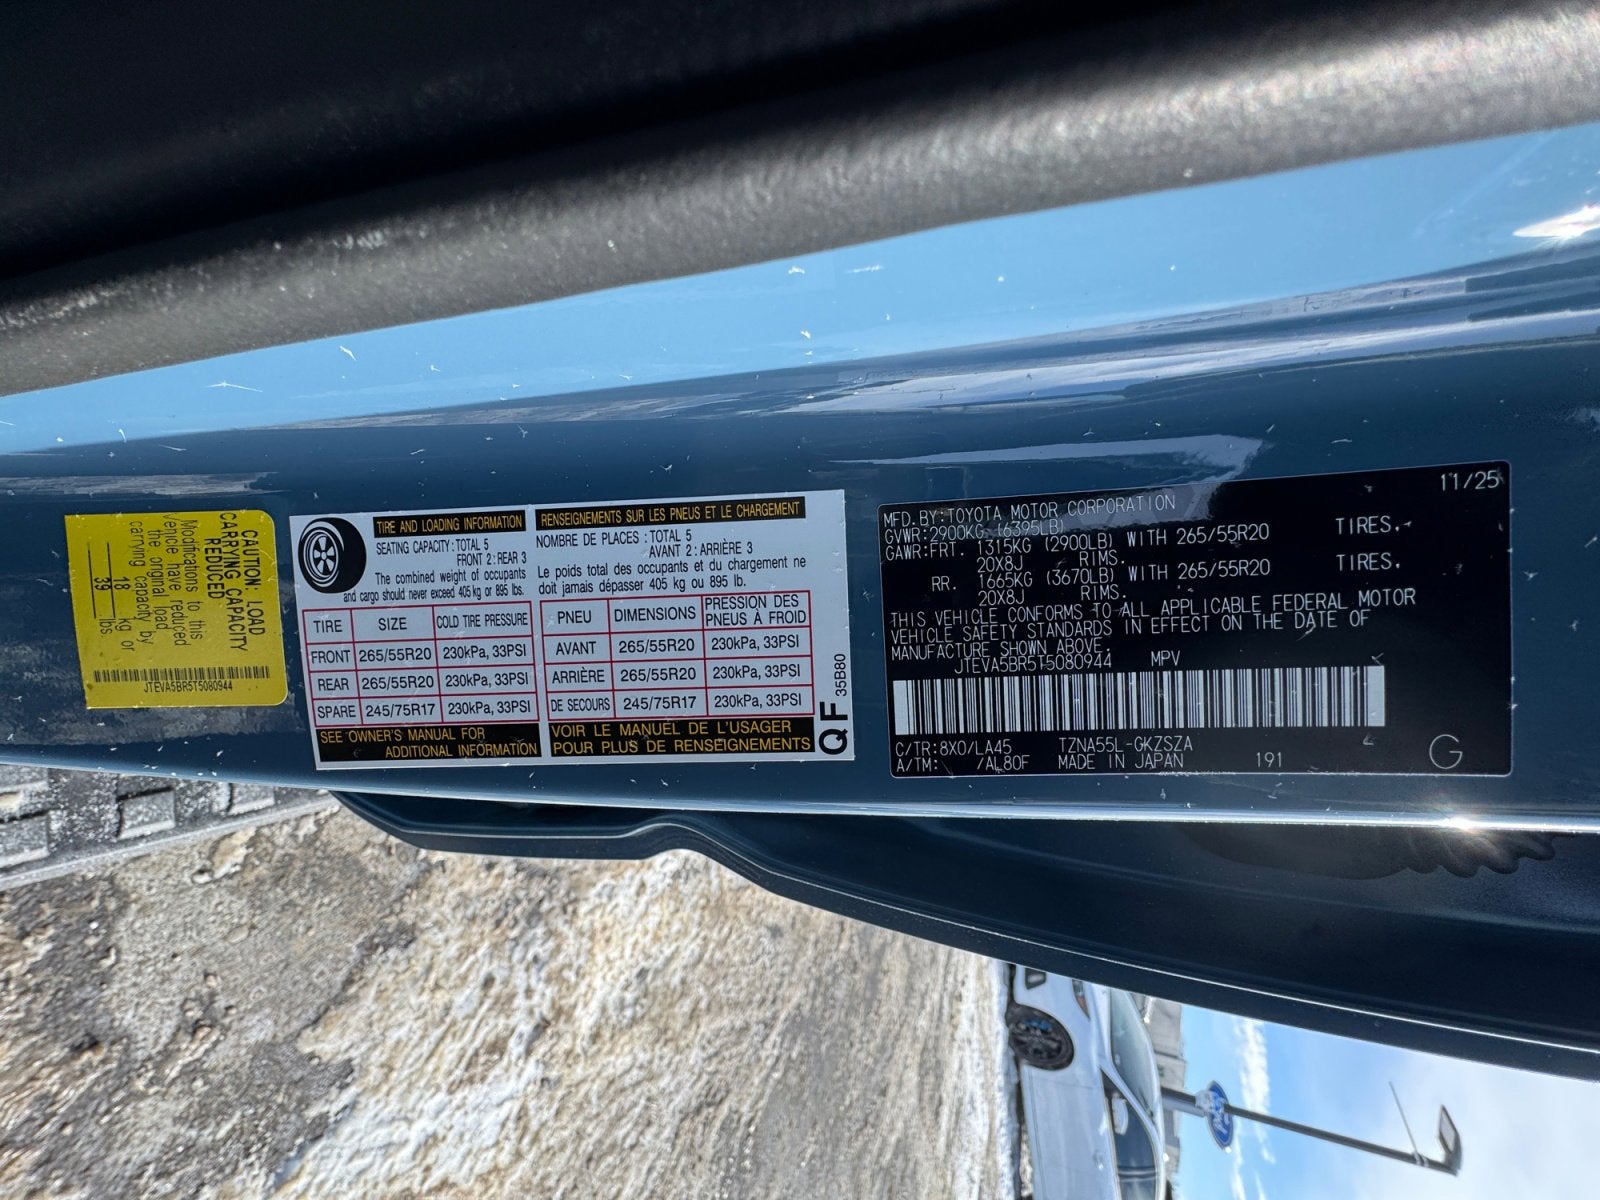 CAUTION: LOAD
CARRYING CAPACITY
REDUCED
Modifications to this
vehicle have reduced
the original load
carrying capacity by
18 kg or
39 lbs
JTEVA5BR5T5080944
TIRE AND LOADING INFORMATION
SEATING CAPACITY: TOTAL 5
FRONT 2: REAR 3
The combined weight of occupants
and cargo should never exceed 405 kg or 895 lbs.
TIRE SIZE COLD TIRE PRESSURE
FRONT 265/55R20 230kPa, 33PSI
REAR 265/55R20 230kPa, 33PSI
SPARE 245/75R17 230kPa, 33PSI
SEE OWNER'S MANUAL FOR
ADDITIONAL INFORMATION
RENSEIGNEMENTS SUR LES PNEUS ET LE CHARGEMENT
NOMBRE DE PLACES : TOTAL 5
AVANT 2 : ARRIÈRE 3
Le poids total des occupants et du chargement ne
doit jamais dépasser 405 kg ou 895 lb.
PNEU DIMENSIONS PRESSION DES
PNEUS À FROID
AVANT 265/55R20 230kPa, 33PSI
ARRIÈRE 265/55R20 230kPa, 33PSI
DE SECOURS 245/75R17 230kPa, 33PSI
VOIR LE MANUEL DE L'USAGER
POUR PLUS DE RENSEIGNEMENTS
QF 35B80
11/25
MFD. BY: TOYOTA MOTOR CORPORATION
GVWR: 2900KG (6395LB)
GAWR: FRT. 1315KG (2900LB) WITH 265/55R20 TIRES.
20X8J RIMS.
RR. 1665KG (3670LB) WITH 265/55R20 TIRES.
20X8J RIMS.
THIS VEHICLE CONFORMS TO ALL APPLICABLE FEDERAL MOTOR
VEHICLE SAFETY STANDARDS IN EFFECT ON THE DATE OF
MANUFACTURE SHOWN ABOVE.
JTEVA5BR5T5080944 MPV
C/TR: 8X0/LA45 TZNA55L-GKZSZA
A/TM: /AL80F MADE IN JAPAN 191
G
Ford